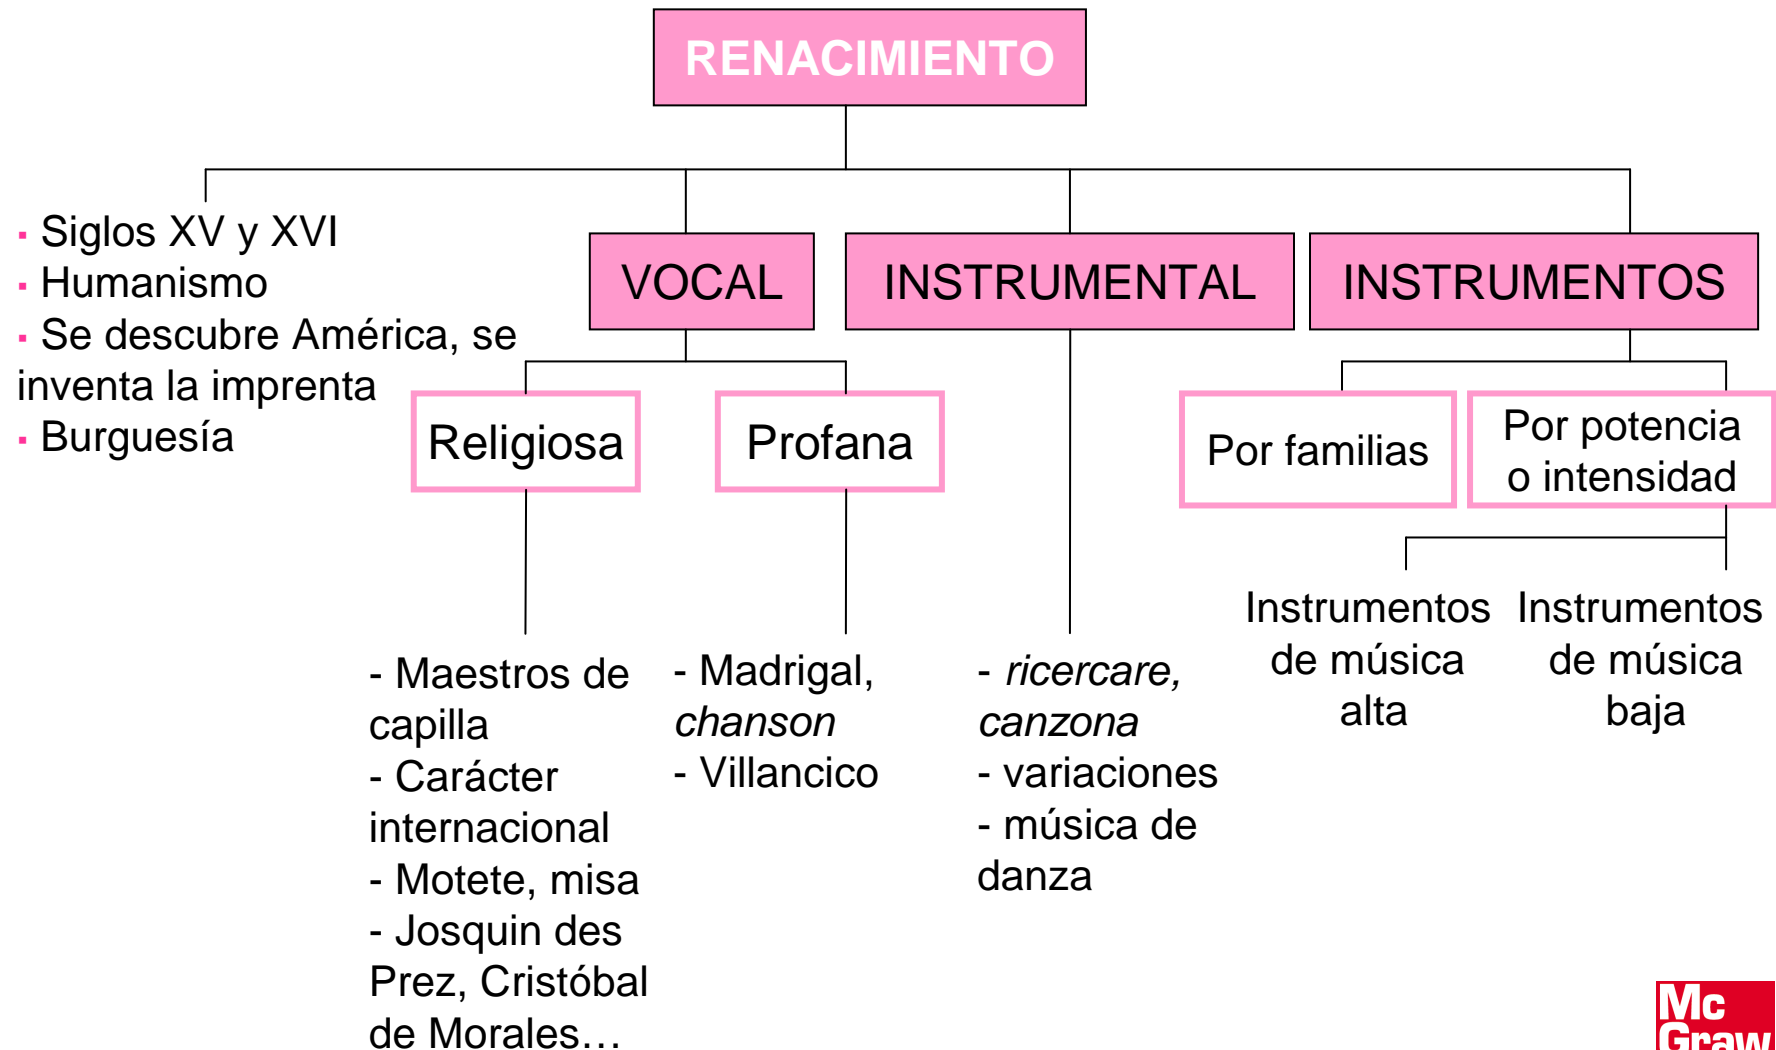 RENACIMIENTO
▪ Siglos XV y XVI
▪ Humanismo
▪ Se descubre América, se
inventa la imprenta
▪ Burguesía
VOCAL
INSTRUMENTAL
INSTRUMENTOS
Religiosa
Profana
Por familias
Por potencia
o intensidad
- Maestros de
capilla
- Carácter
internacional
- Motete, misa
- Josquin des
Prez, Cristóbal
de Morales…
- Madrigal,
chanson
- Villancico
- ricercare,
canzona
- variaciones
- música de
danza
Instrumentos
de música
alta
Instrumentos
de música
baja
Mc
Graw